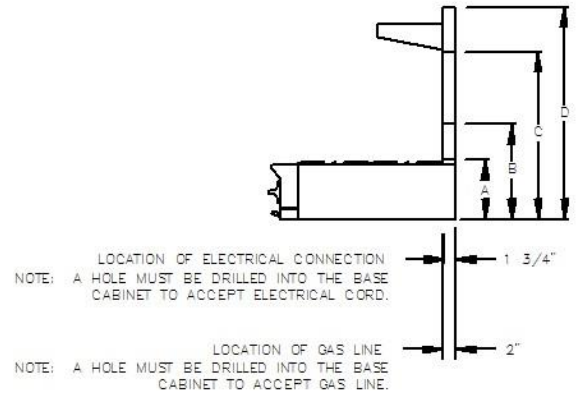 D
C
B
A
LOCATION OF ELECTRICAL CONNECTION 1 3/4"
NOTE: A HOLE MUST BE DRILLED INTO THE BASE
CABINET TO ACCEPT ELECTRICAL CORD.
LOCATION OF GAS LINE 2"
NOTE: A HOLE MUST BE DRILLED INTO THE BASE
CABINET TO ACCEPT GAS LINE.